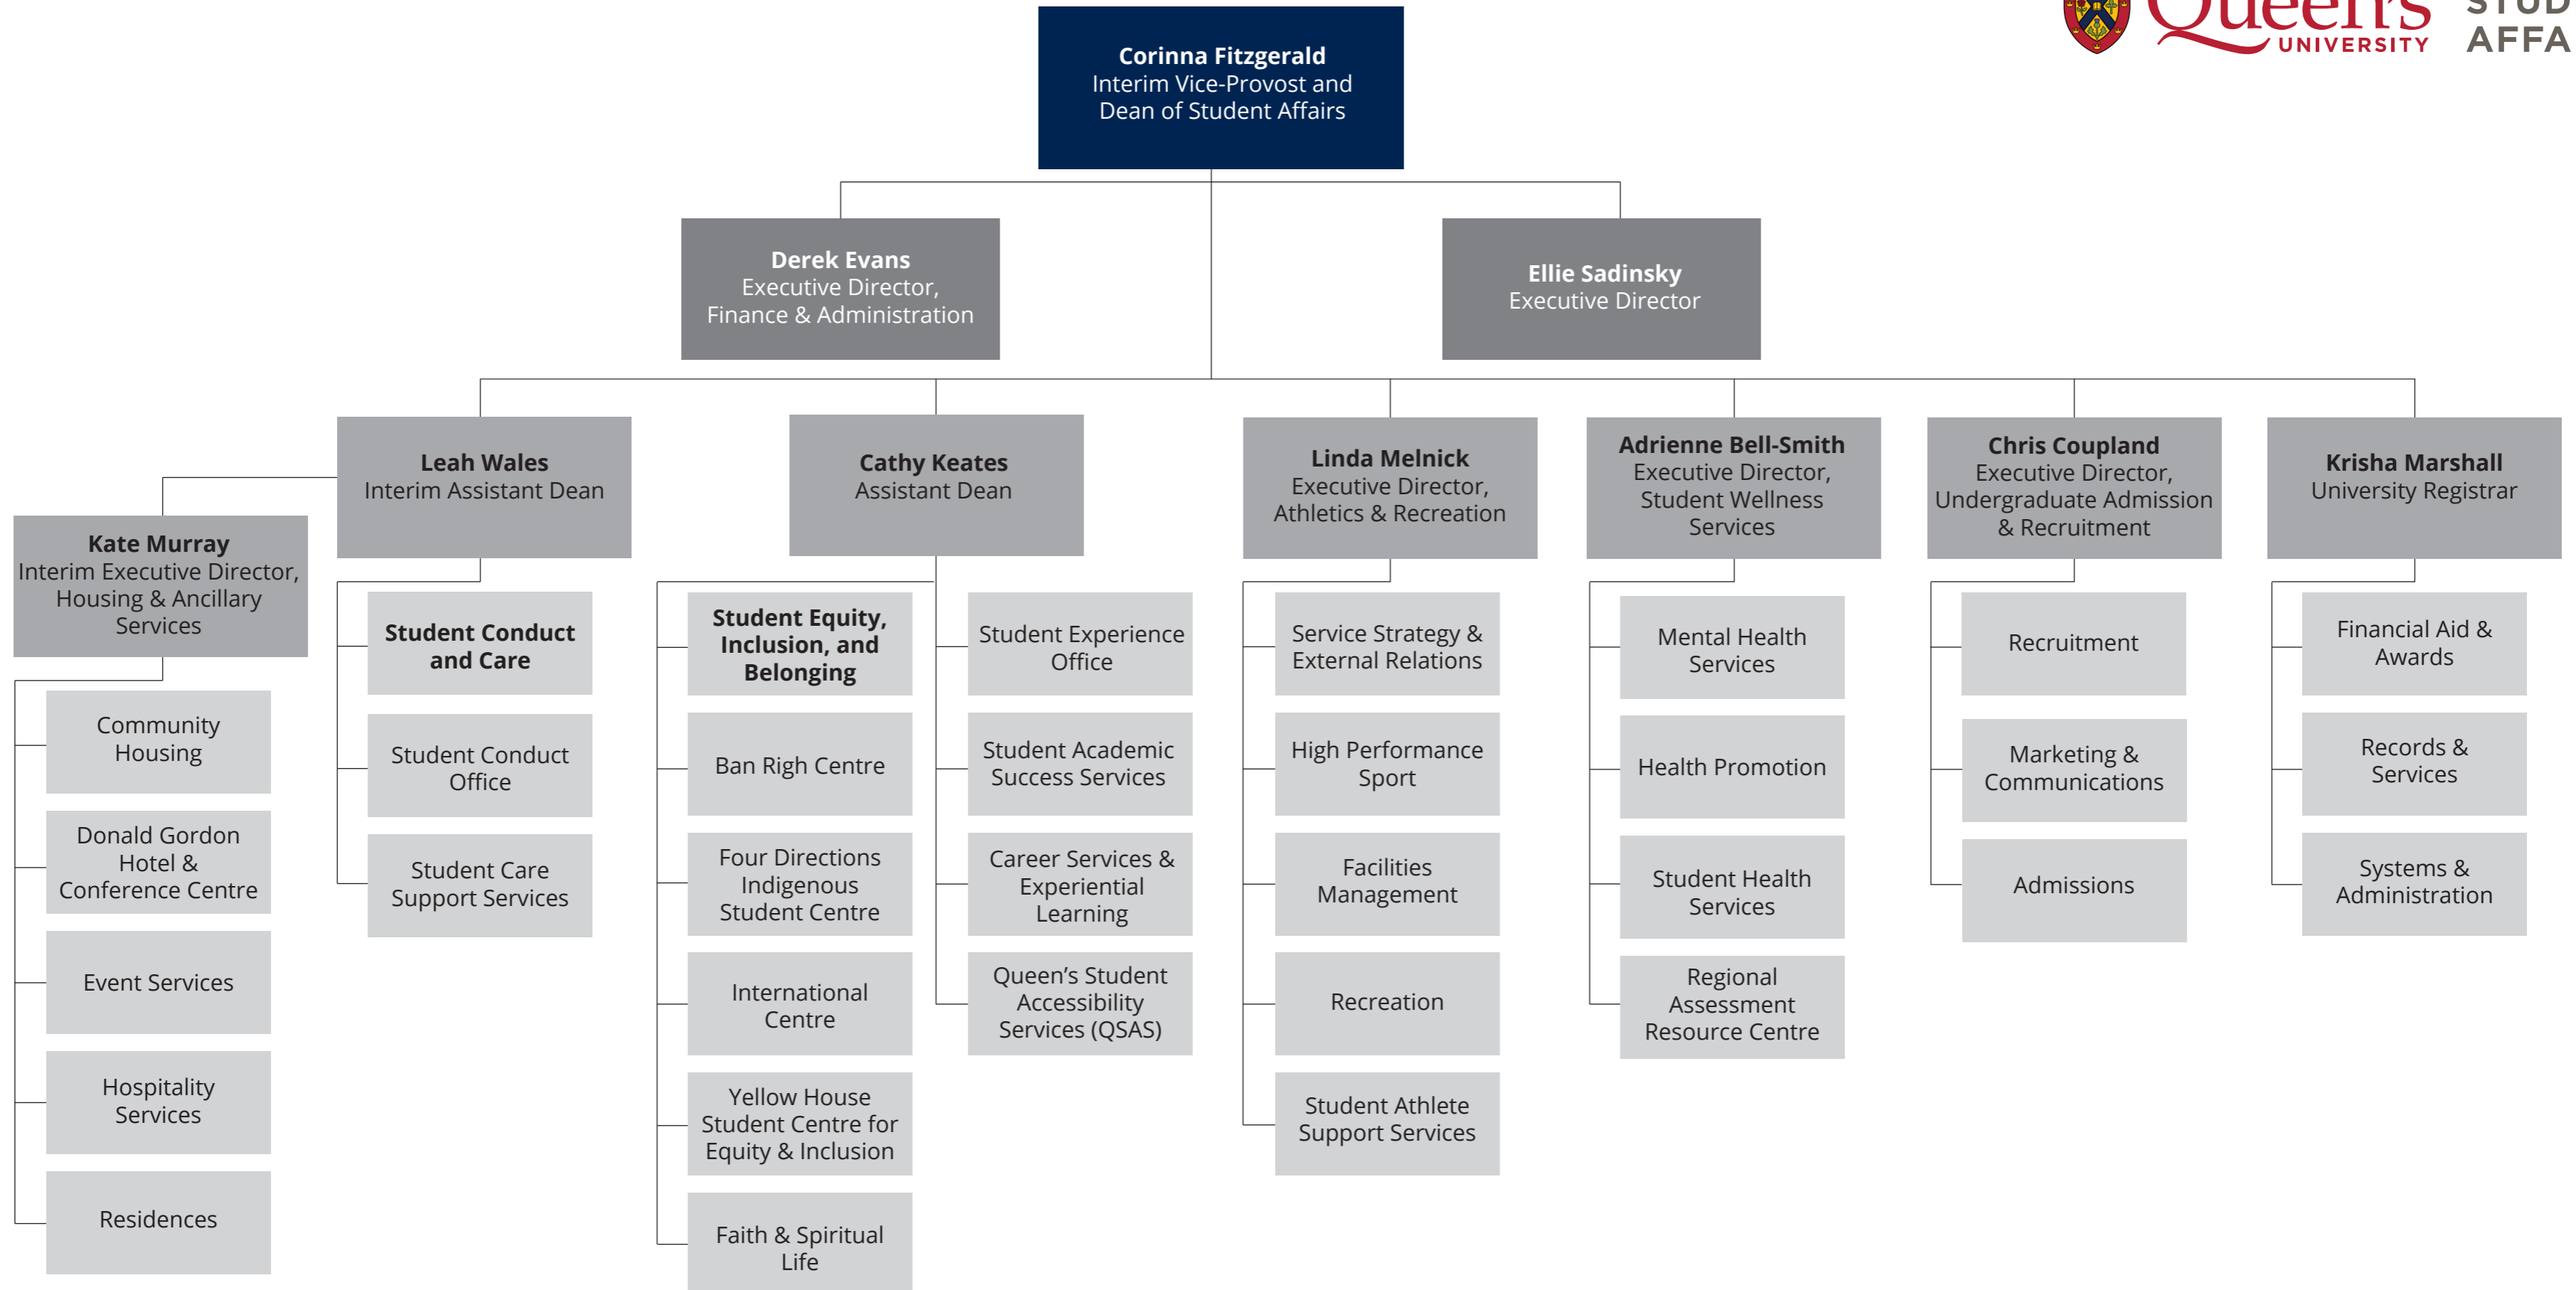 Queen's
UNIVERSITY
STUD
AFFA
Corinna Fitzgerald
Interim Vice-Provost and
Dean of Student Affairs
Derek Evans
Executive Director,
Finance & Administration
Ellie Sadinsky
Executive Director
Leah Wales
Interim Assistant Dean
Cathy Keates
Assistant Dean
Linda Melnick
Executive Director,
Athletics & Recreation
Adrienne Bell-Smith
Executive Director,
Student Wellness
Services
Chris Coupland
Executive Director,
Undergraduate Admission
& Recruitment
Krisha Marshall
University Registrar
Kate Murray
Interim Executive Director,
Housing & Ancillary
Services
Community
Housing
Donald Gordon
Hotel &
Conference Centre
Event Services
Hospitality
Services
Residences
Student Conduct
and Care
Student Conduct
Office
Student Care
Support Services
Student Equity,
Inclusion, and
Belonging
Ban Righ Centre
Four Directions
Indigenous
Student Centre
International
Centre
Yellow House
Student Centre for
Equity & Inclusion
Faith & Spiritual
Life
Student Experience
Office
Student Academic
Success Services
Career Services &
Experiential
Learning
Queen's Student
Accessibility
Services (QSAS)
Service Strategy &
External Relations
High Performance
Sport
Facilities
Management
Recreation
Student Athlete
Support Services
Mental Health
Services
Health Promotion
Student Health
Services
Regional
Assessment
Resource Centre
Recruitment
Marketing &
Communications
Admissions
Financial Aid &
Awards
Records &
Services
Systems &
Administration